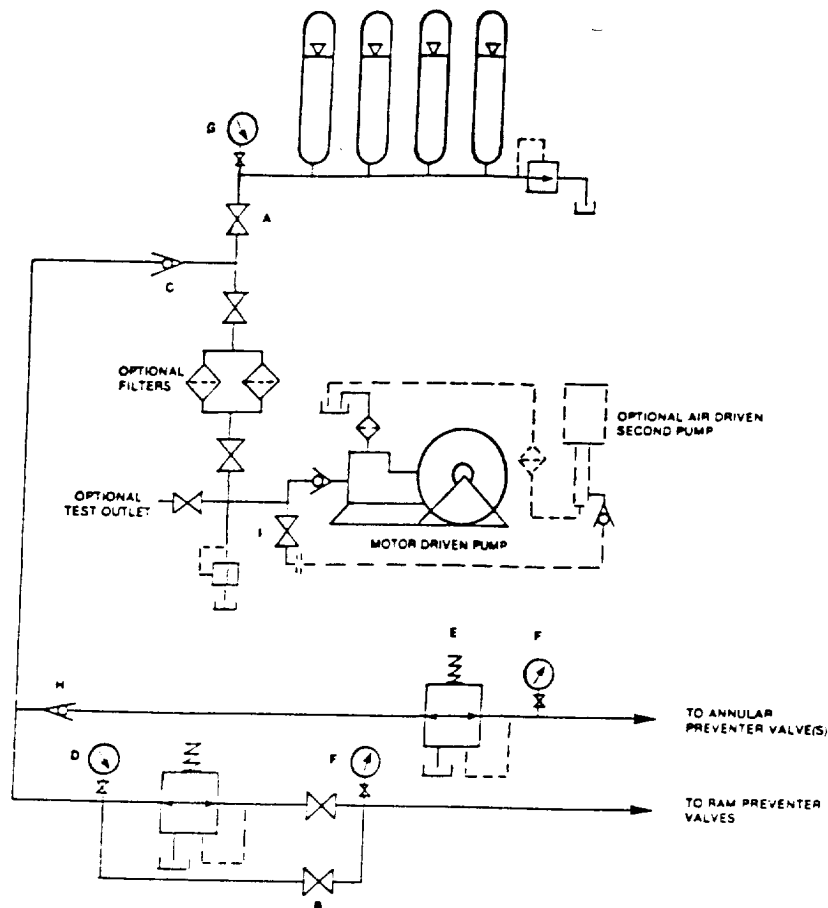 G
A
C
OPTIONAL
FILTERS
OPTIONAL AIR DRIVEN
SECOND PUMP
OPTIONAL
TEST OUTLET
I
MOTOR DRIVEN PUMP
E
F
H
TO ANNULAR
PREVENTER VALVE(S)
D
F
TO RAM PREVENTER
VALVES
B